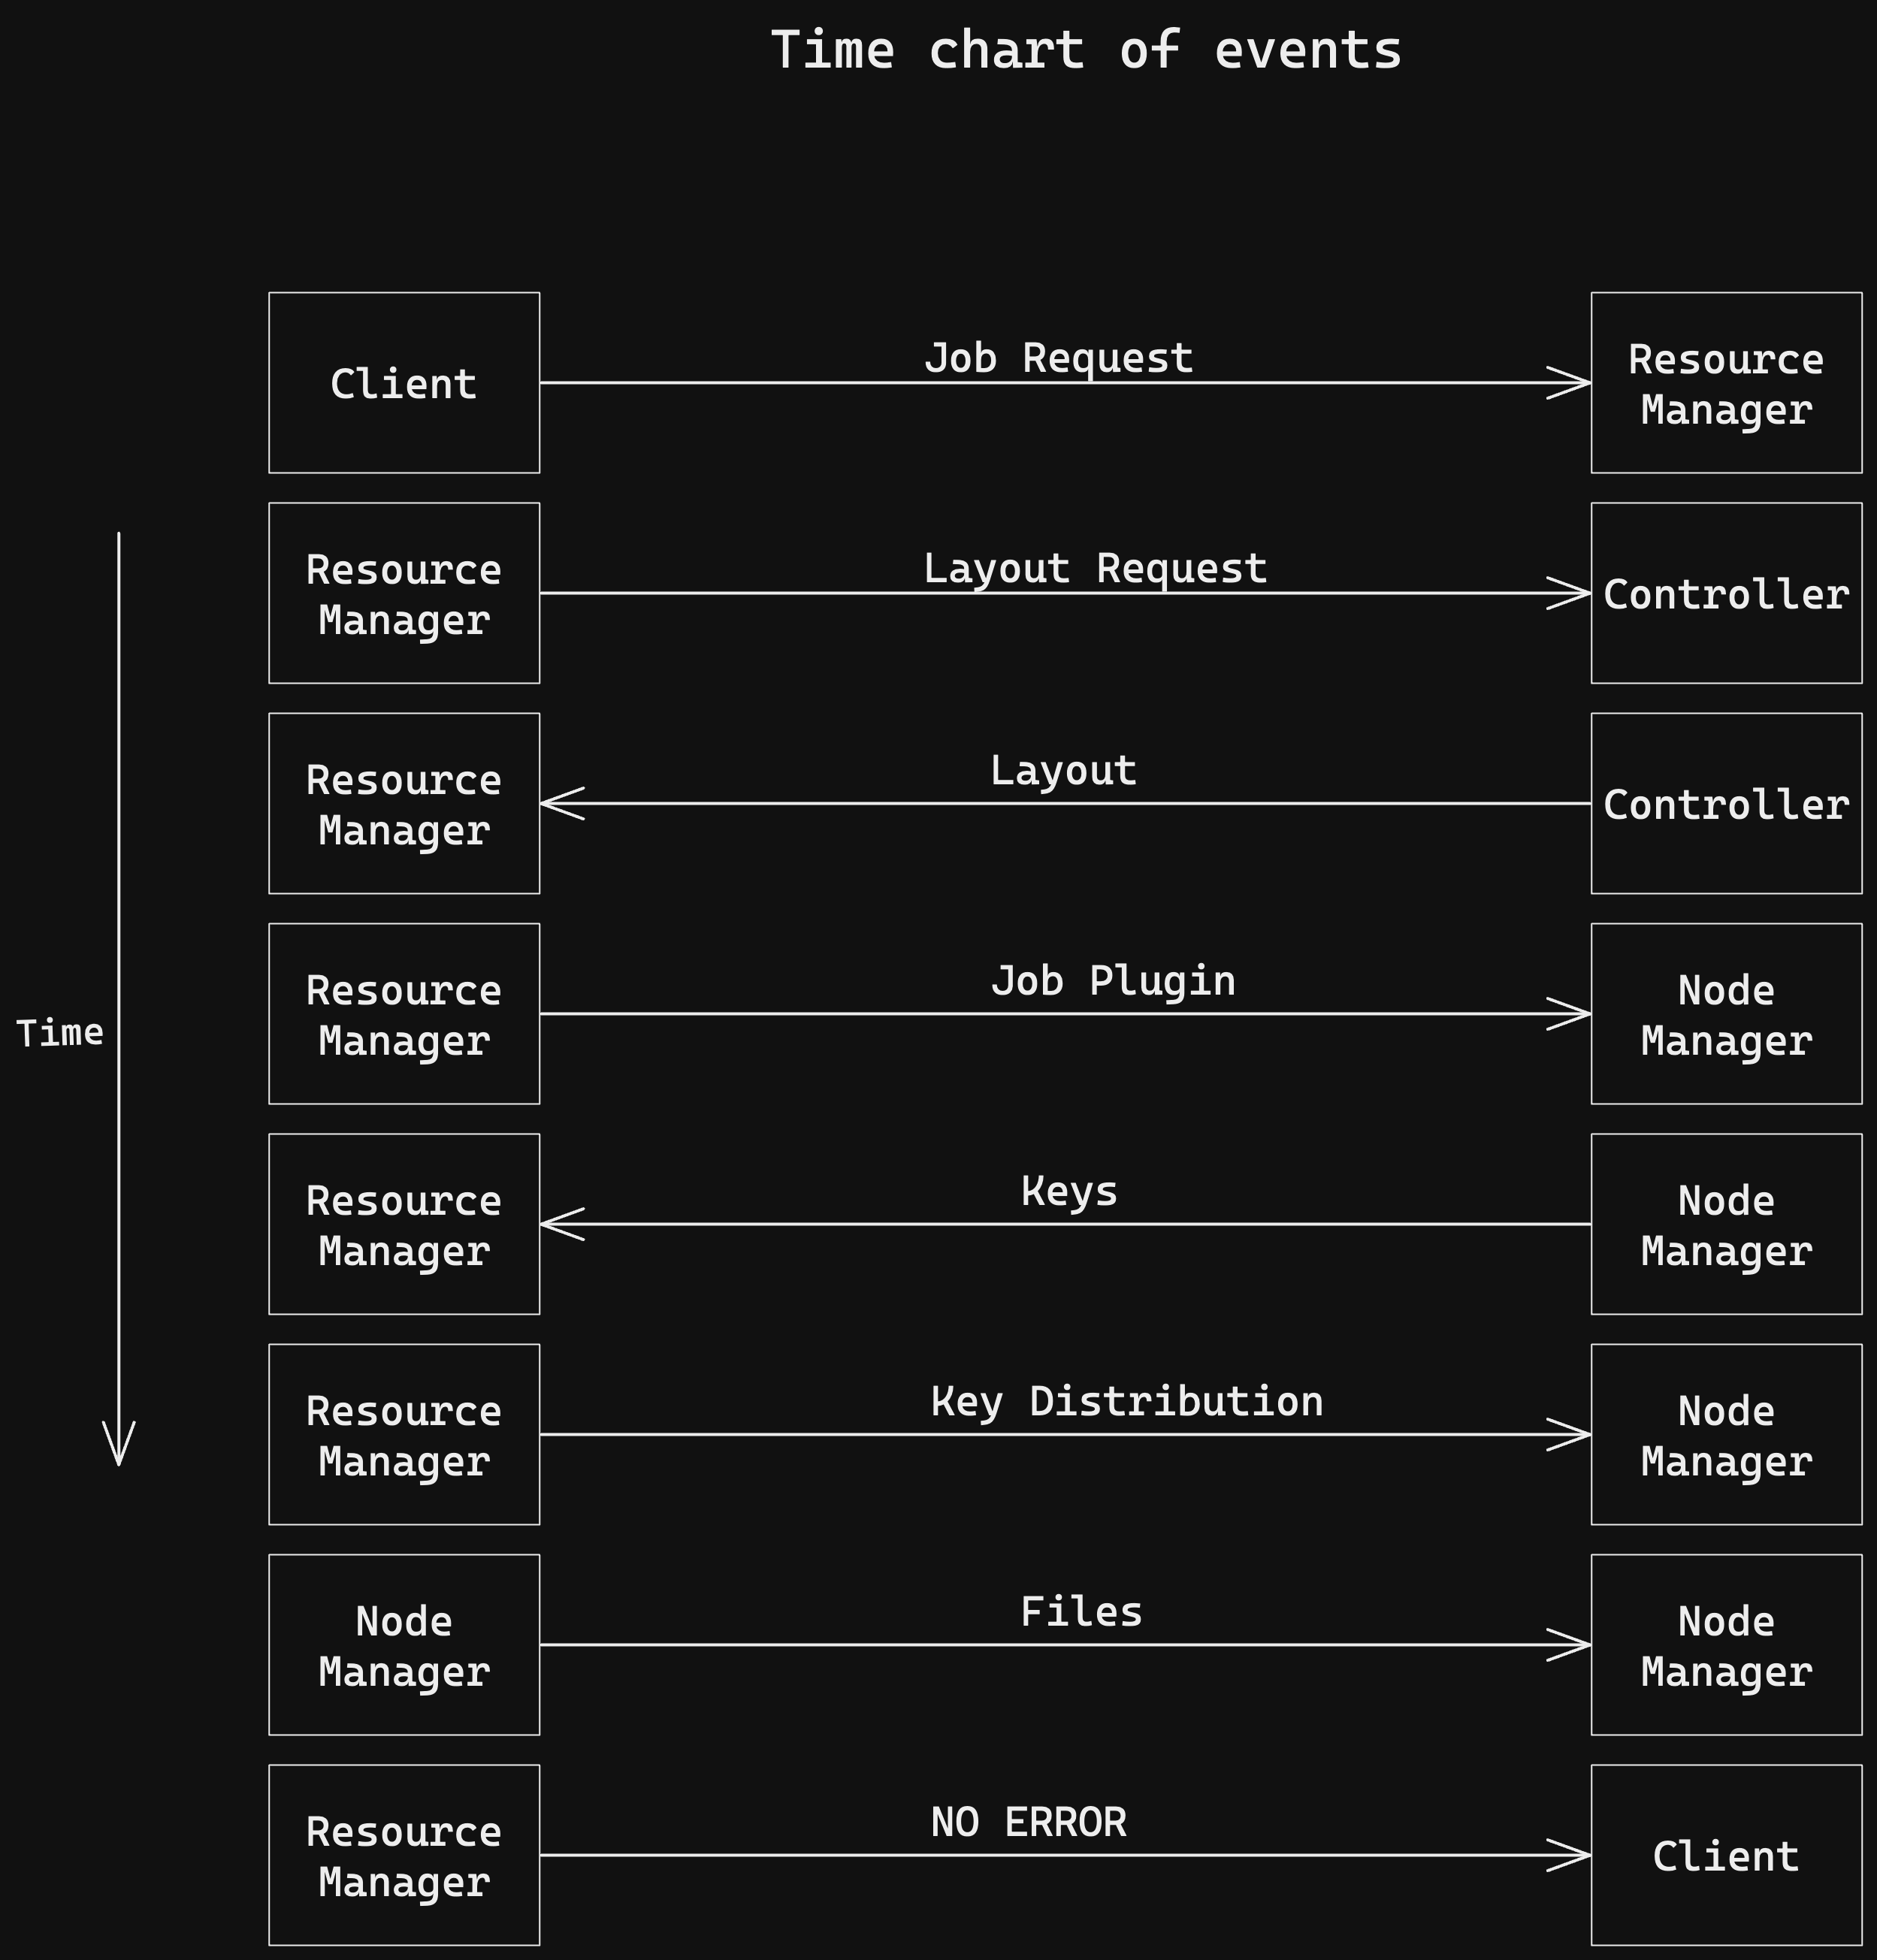 Time chart of events
Client
Job Request
Resource
Manager
Resource
Manager
Layout Request
Controller
Resource
Manager
Layout
Controller
Resource
Manager
Job Plugin
Node
Manager
Time
Resource
Manager
Keys
Node
Manager
Resource
Manager
Key Distribution
Node
Manager
Node
Manager
Files
Node
Manager
Resource
Manager
NO ERROR
Client